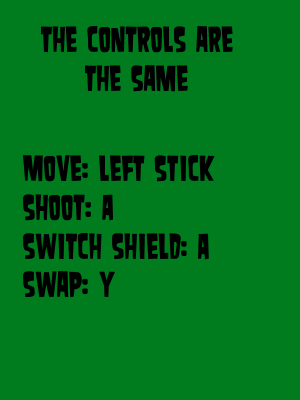 THE CONTROLS ARE
THE SAME
MOVE: LEFT STICK
SHOOT: A
SWITCH SHIELD: A
SWAP: Y